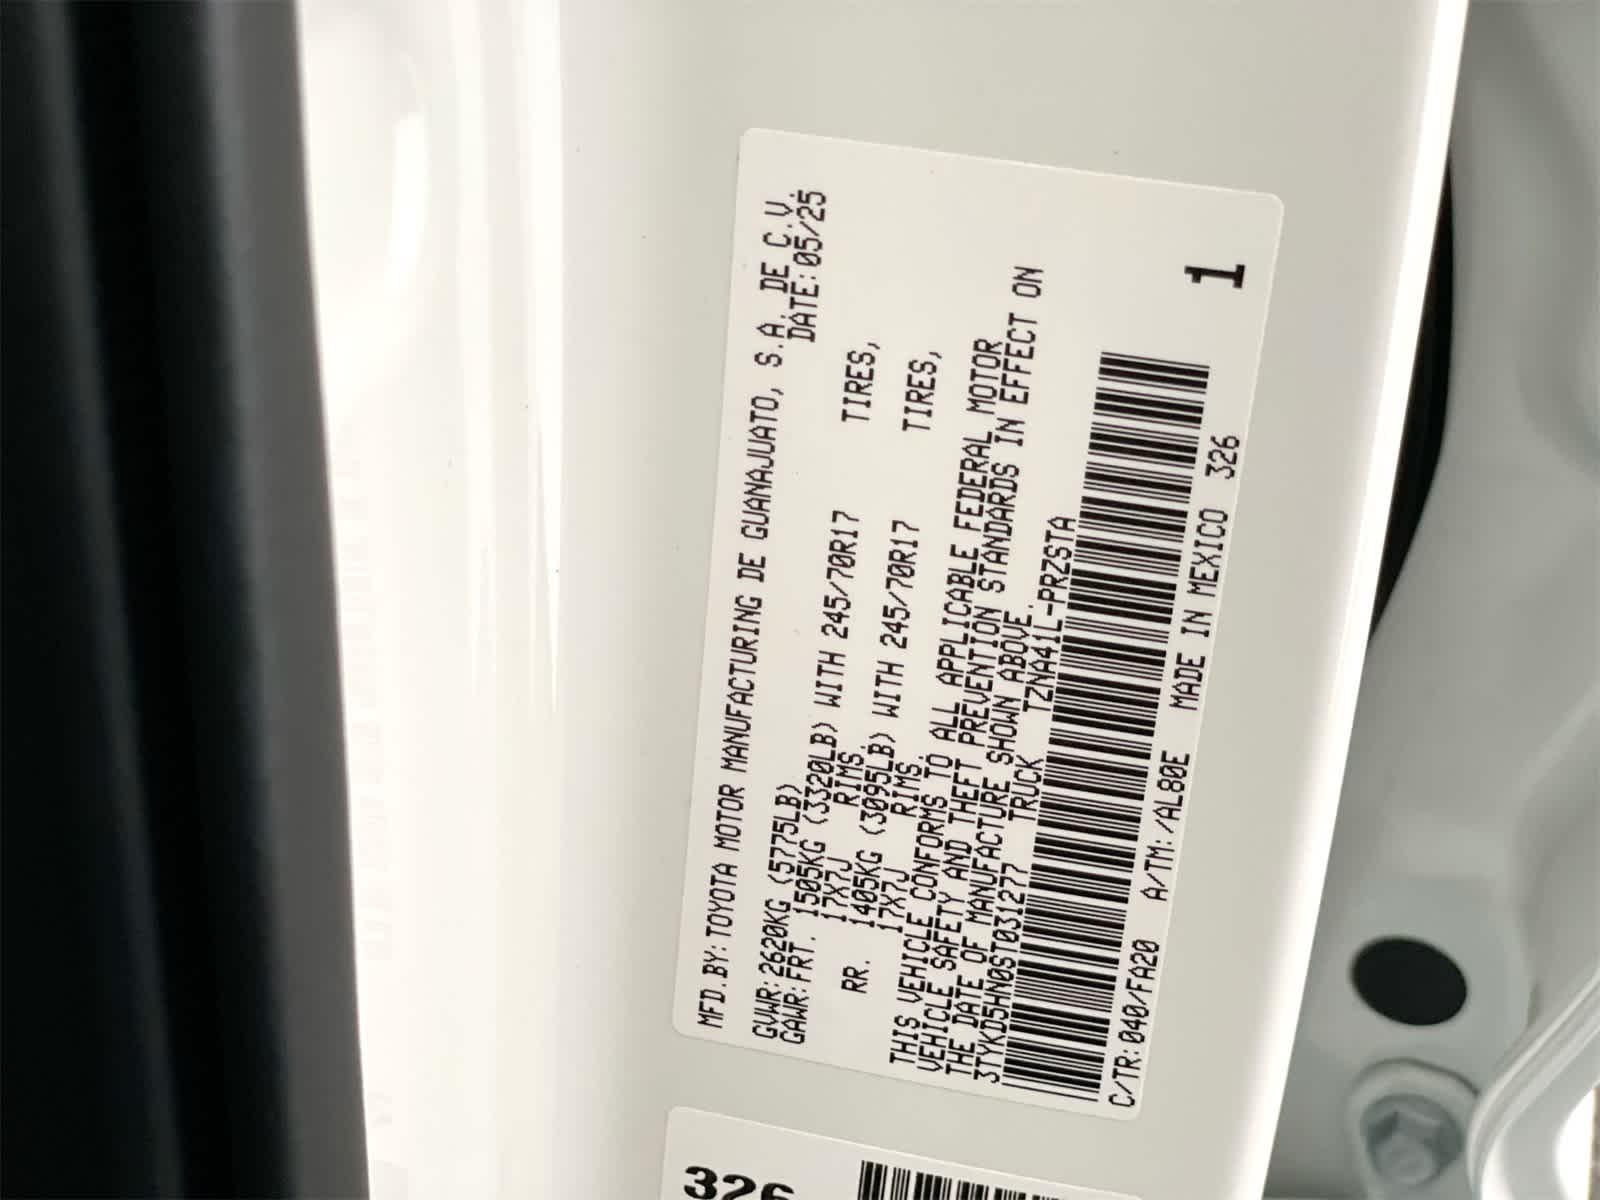 MFD.BY:TOYOTA MOTOR MANUFACTURING DE GUANAJUATO, S.A. DE C.V.
DATE:05/25
GVWR:2620KG (5775LB)
GAWR:FRT. 1505KG (3320LB) WITH 245/70R17 TIRES,
17X7J RIMS.
RR. 1405KG (3095LB) WITH 245/70R17 TIRES,
17X7J RIMS.
THIS VEHICLE CONFORMS TO ALL APPLICABLE FEDERAL MOTOR
VEHICLE SAFETY AND THEFT PREVENTION STANDARDS IN EFFECT ON
THE DATE OF MANUFACTURE SHOWN ABOVE.
3TYKD5HN0ST031277 TRUCK TZNA41L-PRZSTA
C/TR:040/FA20 A/TM:/AL80E MADE IN MEXICO 326
1
326